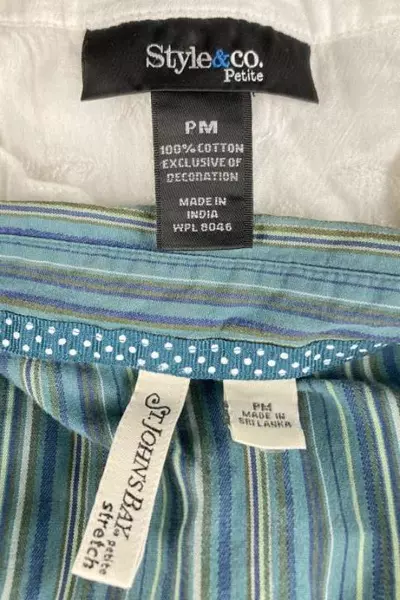 Style&co.
Petite
PM
100% COTTON
EXCLUSIVE OF
DECORATION
MADE IN
INDIA
WPL 8046
ST. JOHN'S BAY®
petite
stretch
PM
MADE IN
SRI LANKA